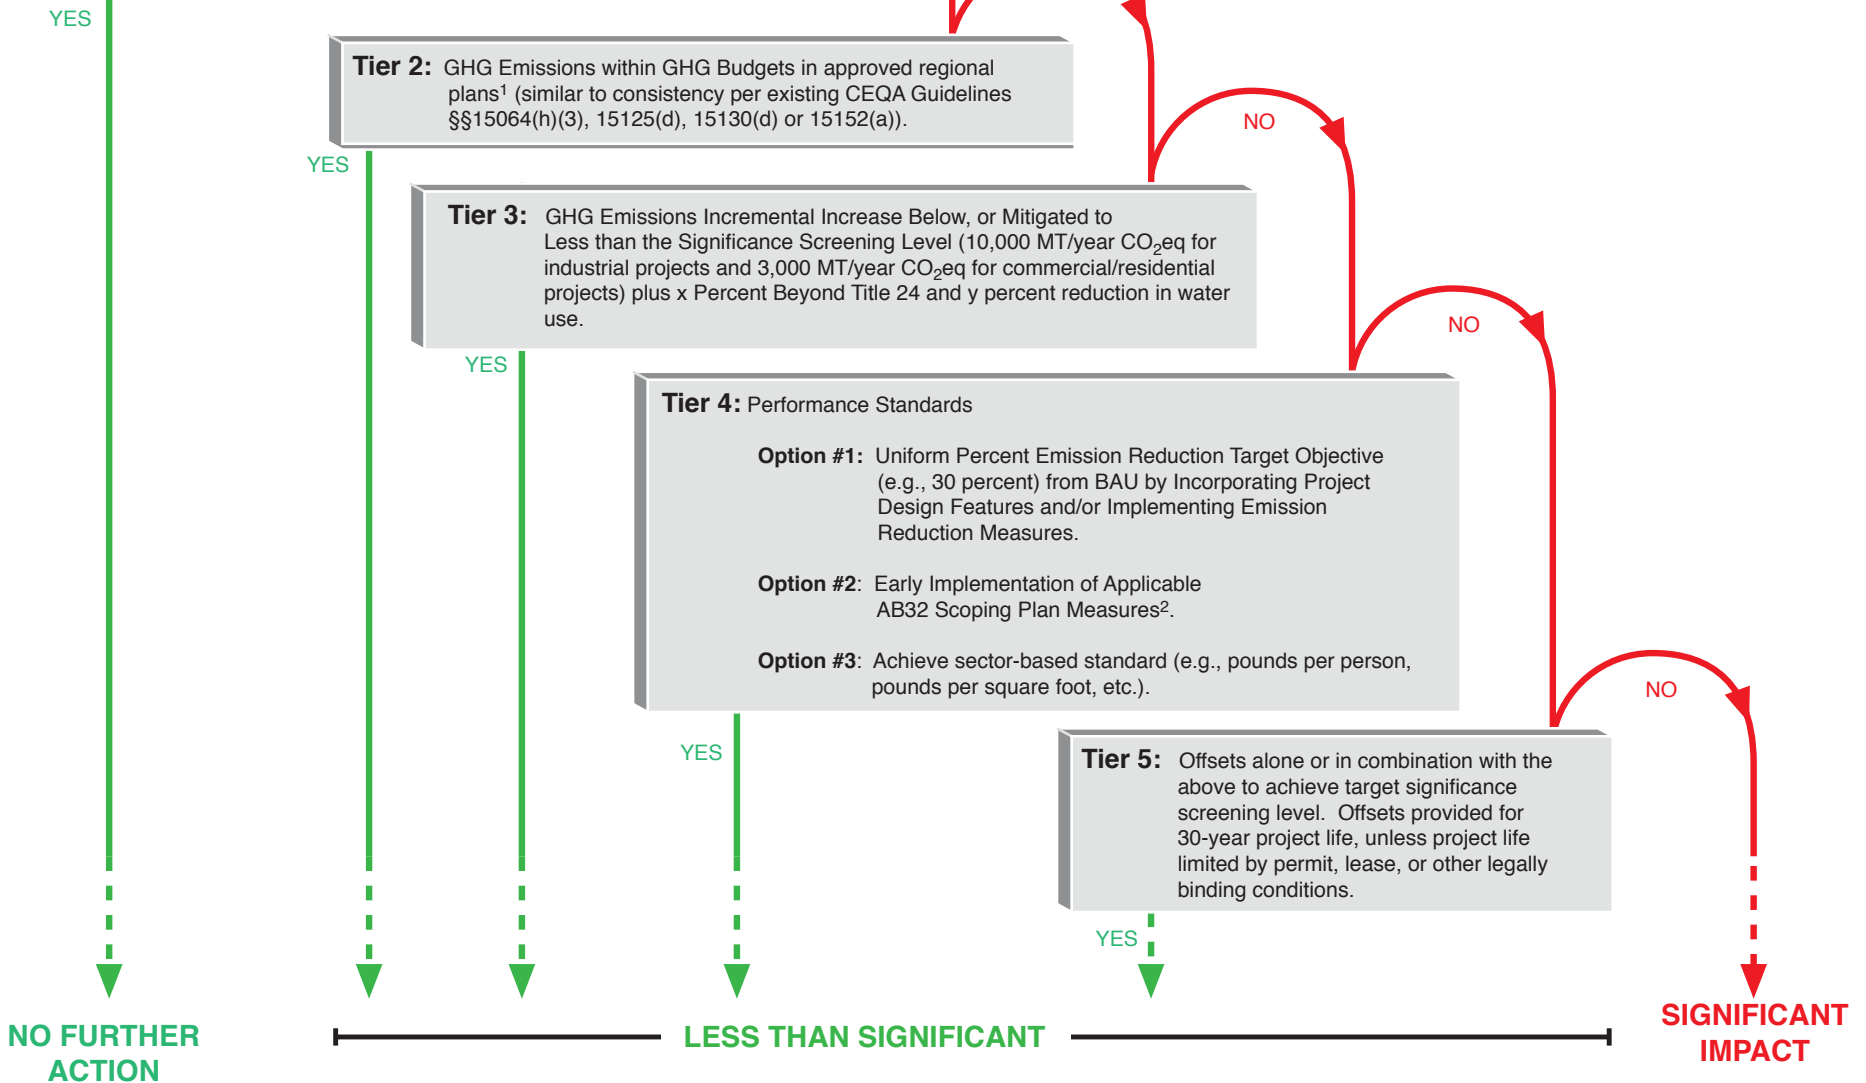 YES
Tier 2: GHG Emissions within GHG Budgets in approved regional
plans¹ (similar to consistency per existing CEQA Guidelines
§§15064(h)(3), 15125(d), 15130(d) or 15152(a)).
NO
YES
Tier 3: GHG Emissions Incremental Increase Below, or Mitigated to
Less than the Significance Screening Level (10,000 MT/year CO₂eq for
industrial projects and 3,000 MT/year CO₂eq for commercial/residential
projects) plus x Percent Beyond Title 24 and y percent reduction in water
use.
NO
YES
Tier 4: Performance Standards
Option #1: Uniform Percent Emission Reduction Target Objective
(e.g., 30 percent) from BAU by Incorporating Project
Design Features and/or Implementing Emission
Reduction Measures.
Option #2: Early Implementation of Applicable
AB32 Scoping Plan Measures².
Option #3: Achieve sector-based standard (e.g., pounds per person,
pounds per square foot, etc.).
NO
YES
Tier 5: Offsets alone or in combination with the
above to achieve target significance
screening level. Offsets provided for
30-year project life, unless project life
limited by permit, lease, or other legally
binding conditions.
YES
NO FURTHER
ACTION
LESS THAN SIGNIFICANT
SIGNIFICANT
IMPACT